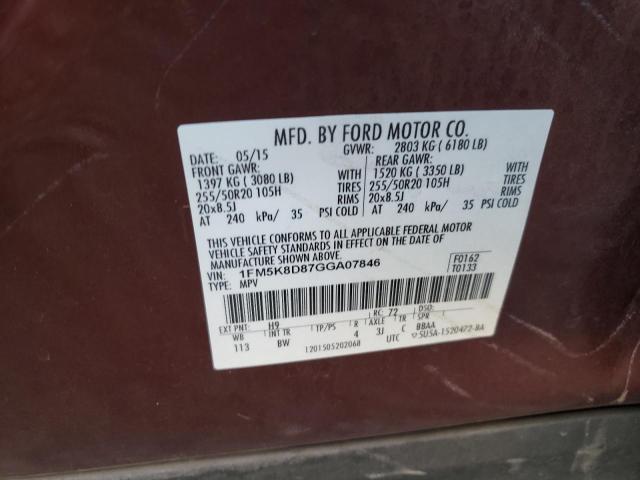 MFD. BY FORD MOTOR CO.
DATE: 05/15 GVWR: 2803 KG ( 6180 LB)
FRONT GAWR: REAR GAWR:
1397 KG ( 3080 LB) WITH 1520 KG ( 3350 LB) WITH
255/50R20 105H TIRES 255/50R20 105H TIRES
20x8.5J RIMS 20x8.5J RIMS
AT 240 kPa/ 35 PSI COLD AT 240 kPa/ 35 PSI COLD
THIS VEHICLE CONFORMS TO ALL APPLICABLE FEDERAL MOTOR
VEHICLE SAFETY STANDARDS IN EFFECT ON THE DATE OF
MANUFACTURE SHOWN ABOVE.
VIN: 1FM5K8D87GGA07846 F0162
TYPE: MPV T0133
EXT PNT: H9 RC: 72 DSO:
WB INT TR TP/PS R AXLE TR SPR
113 BW 4 3J C BBAA
1201505202068 UTC 5U5A-1520472-BA